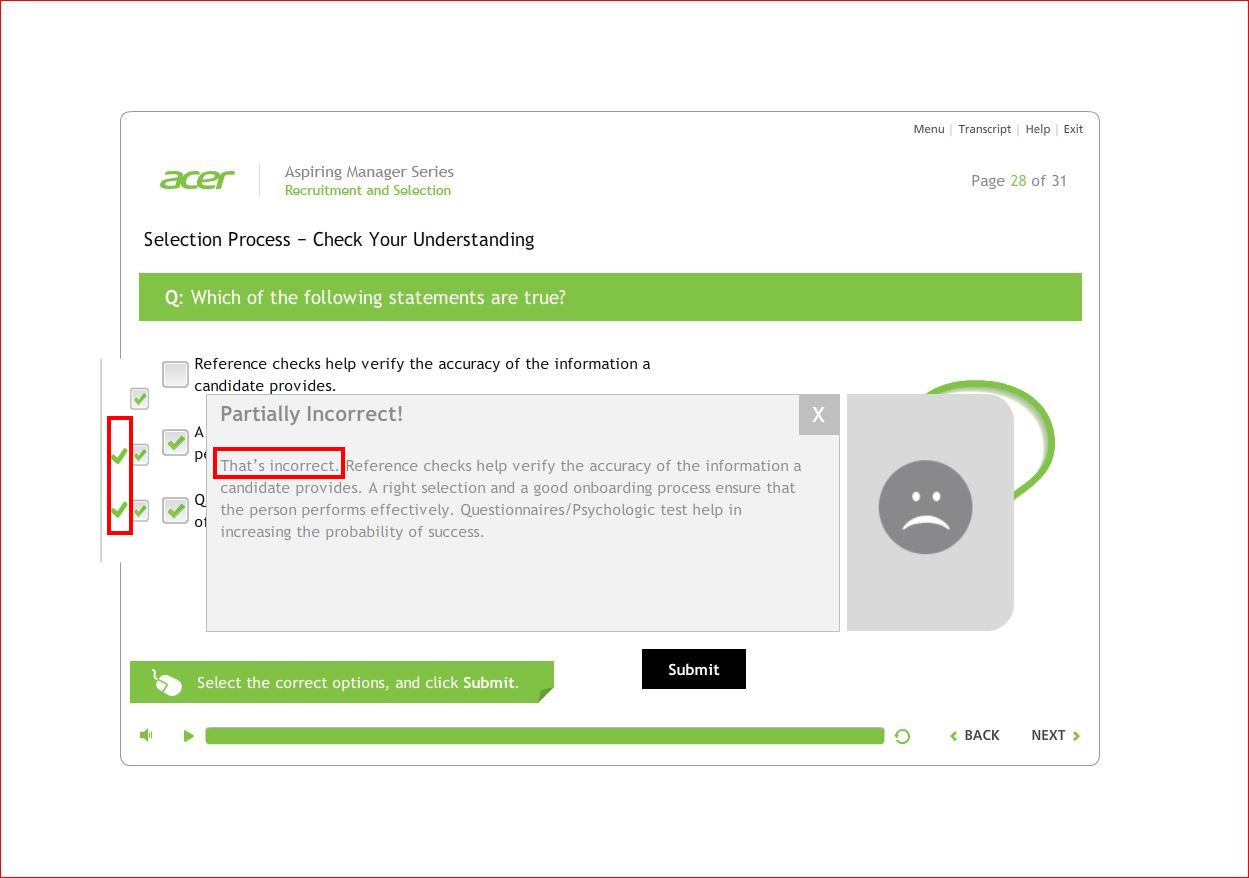 Menu | Transcript | Help | Exit
acer
Aspiring Manager Series
Recruitment and Selection
Page 28 of 31
Selection Process – Check Your Understanding
Q: Which of the following statements are true?
Reference checks help verify the accuracy of the information a
candidate provides.
A
pe
Q
of
Partially Incorrect!
X
That's incorrect. Reference checks help verify the accuracy of the information a
candidate provides. A right selection and a good onboarding process ensure that
the person performs effectively. Questionnaires/Psychologic test help in
increasing the probability of success.
Submit
Select the correct options, and click Submit.
BACK
NEXT